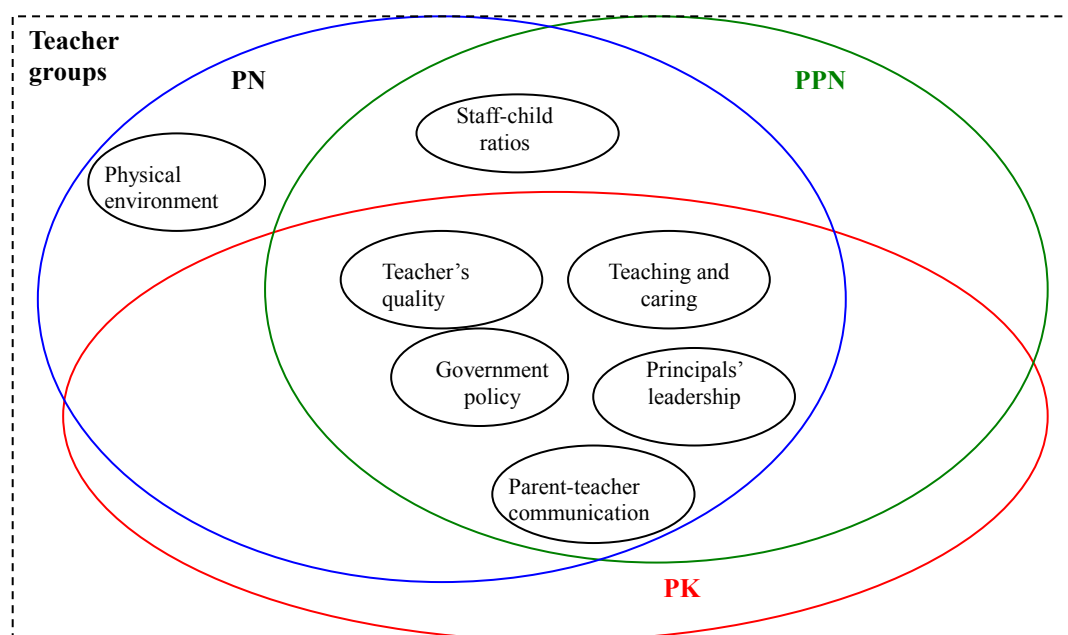 Teacher
groups
PN
PPN
Staff-child
ratios
Physical
environment
Teacher’s
quality
Teaching and
caring
Government
policy
Principals’
leadership
Parent-teacher
communication
PK